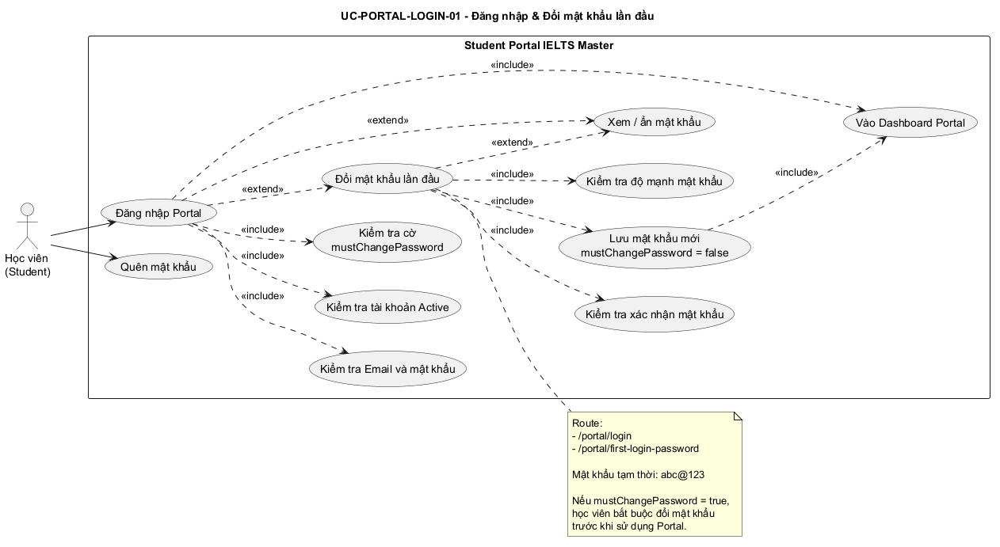 UC-PORTAL-LOGIN-01 - Đăng nhập & Đổi mật khẩu lần đầu
Student Portal IELTS Master
«include»
Vào Dashboard Portal
«extend»
Xem / ẩn mật khẩu
«extend»
Đổi mật khẩu lần đầu
«include»
Kiểm tra độ mạnh mật khẩu
«include»
«extend»
Đăng nhập Portal
«include»
«include»
Kiểm tra cờ
mustChangePassword
«include»
Lưu mật khẩu mới
mustChangePassword = false
Học viên
(Student)
Quên mật khẩu
«include»
Kiểm tra tài khoản Active
«include»
Kiểm tra xác nhận mật khẩu
Kiểm tra Email và mật khẩu
Route:
- /portal/login
- /portal/first-login-password
Mật khẩu tạm thời: abc@123
Nếu mustChangePassword = true,
học viên bắt buộc đổi mật khẩu
trước khi sử dụng Portal.